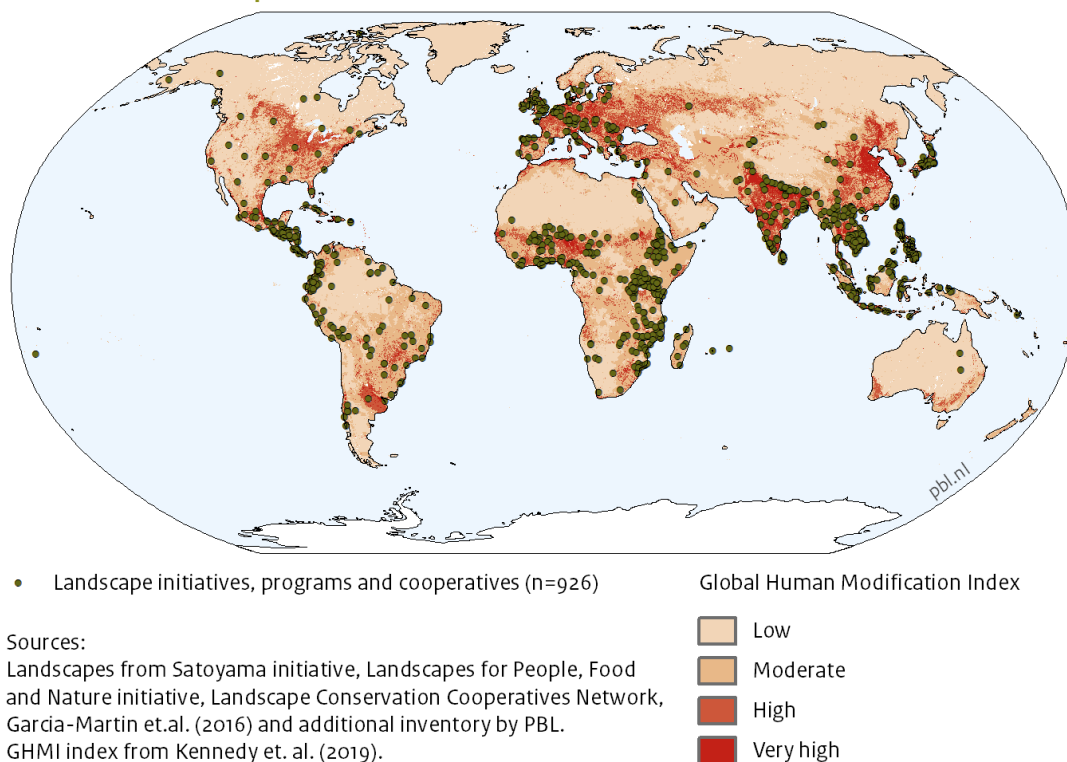 pbl.nl
Landscape initiatives, programs and cooperatives (n=926)
Sources:
Landscapes from Satoyama initiative, Landscapes for People, Food
and Nature initiative, Landscape Conservation Cooperatives Network,
Garcia-Martin et.al. (2016) and additional inventory by PBL.
GHMI index from Kennedy et. al. (2019).
Global Human Modification Index
Low
Moderate
High
Very high